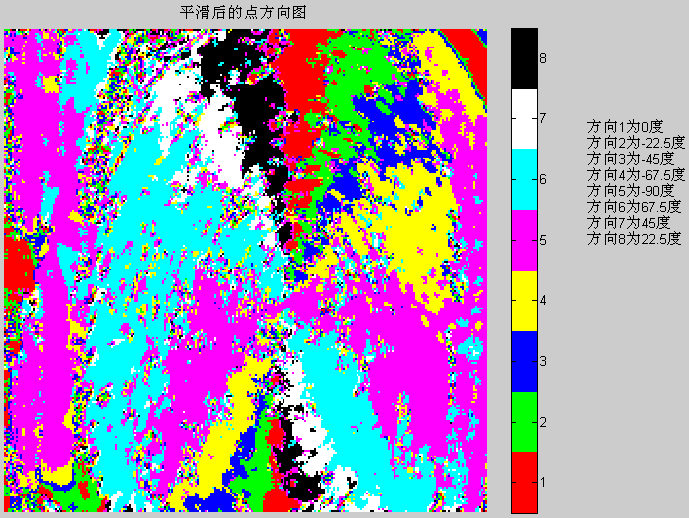 平滑后的点方向图
8
7
6
5
4
3
2
1
方向1为0度
方向2为-22.5度
方向3为-45度
方向4为-67.5度
方向5为-90度
方向6为67.5度
方向7为45度
方向8为22.5度